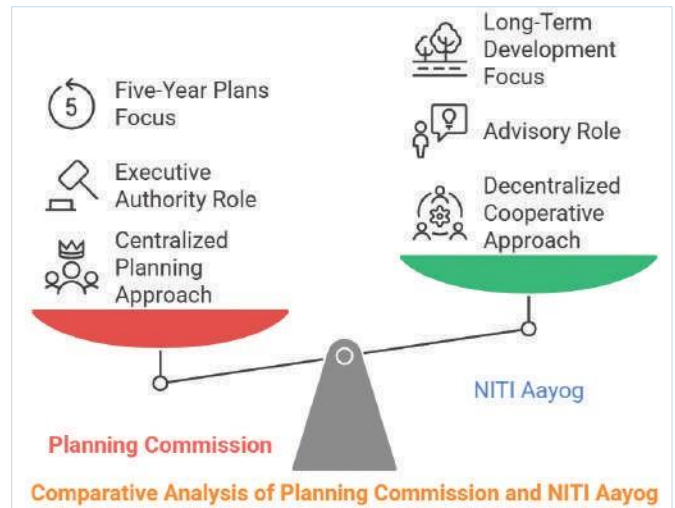 5
Five-Year Plans
Focus
Executive
Authority Role
Centralized
Planning
Approach
Long-Term
Development
Focus
Advisory Role
Decentralized
Cooperative
Approach
Planning Commission
NITI Aayog
Comparative Analysis of Planning Commission and NITI Aayog